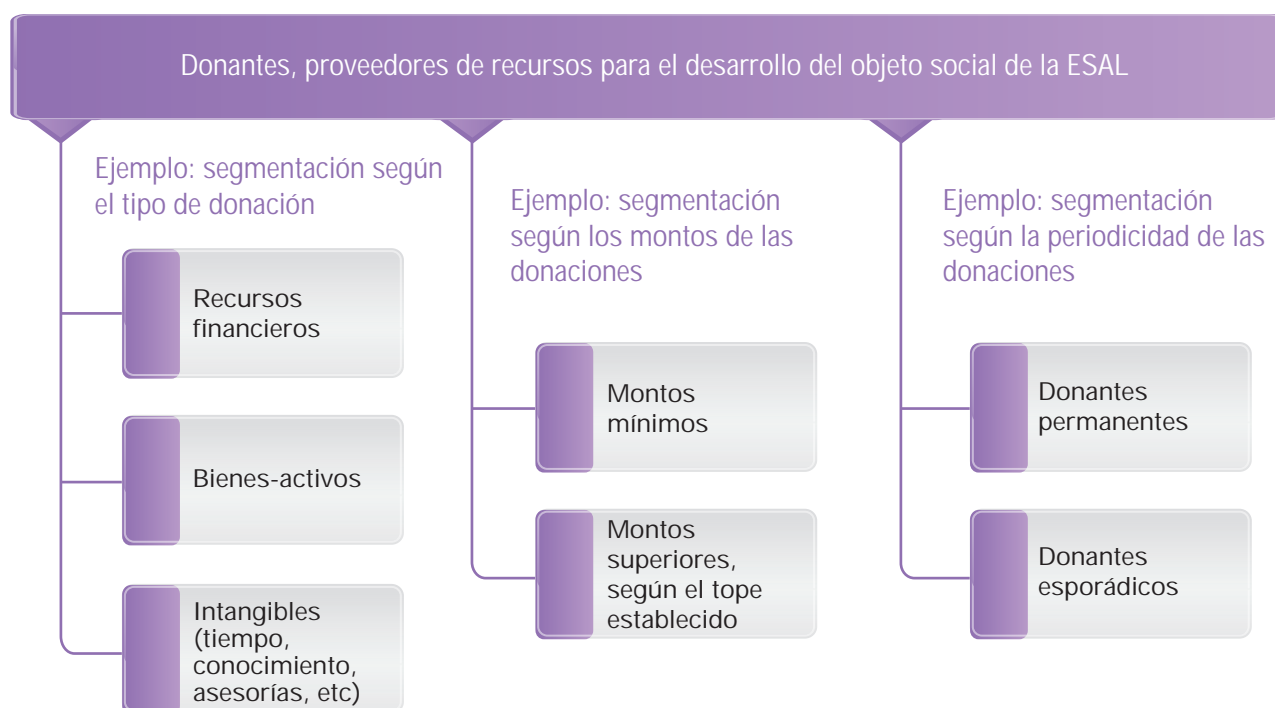 Donantes, proveedores de recursos para el desarrollo del objeto social de la ESAL
Ejemplo: segmentación según
el tipo de donación
Recursos
financieros
Bienes-activos
Intangibles
(tiempo,
conocimiento,
asesorías, etc)
Ejemplo: segmentación
según los montos de las
donaciones
Montos
mínimos
Montos
superiores,
según el tope
establecido
Ejemplo: segmentación
según la periodicidad de las
donaciones
Donantes
permanentes
Donantes
esporádicos